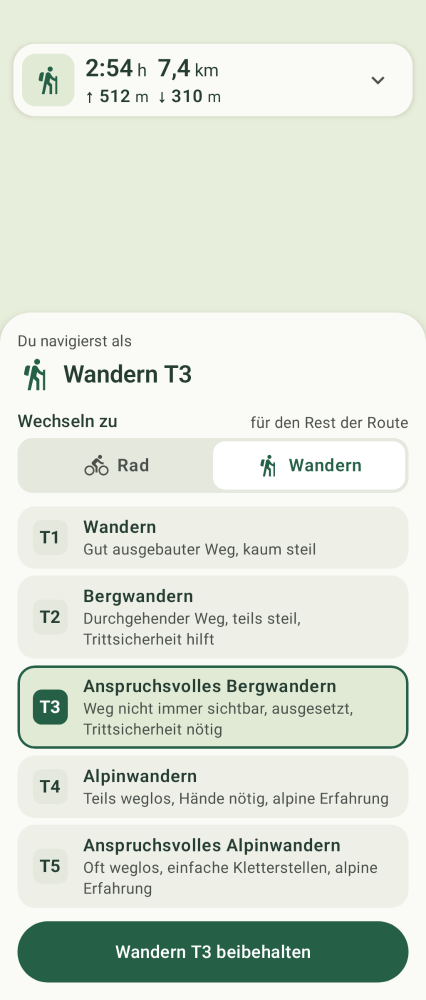 2:54 h 7,4 km
↑ 512 m ↓ 310 m
Du navigierst als
Wandern T3
Wechseln zu
für den Rest der Route
Rad
Wandern
T1
Wandern
Gut ausgebauter Weg, kaum steil
T2
Bergwandern
Durchgehender Weg, teils steil,
Trittsicherheit hilft
T3
Anspruchsvolles Bergwandern
Weg nicht immer sichtbar, ausgesetzt,
Trittsicherheit nötig
T4
Alpinwandern
Teils weglos, Hände nötig, alpine Erfahrung
T5
Anspruchsvolles Alpinwandern
Oft weglos, einfache Kletterstellen, alpine
Erfahrung
Wandern T3 beibehalten